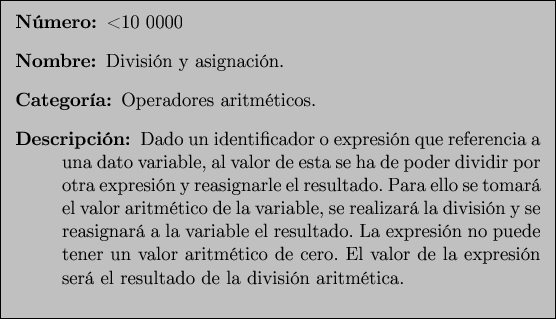 Número: <10 0000
Nombre: División y asignación.
Categoría: Operadores aritméticos.
Descripción: Dado un identificador o expresión que referencia a
una dato variable, al valor de esta se ha de poder dividir por
otra expresión y reasignarle el resultado. Para ello se tomará
el valor aritmético de la variable, se realizará la división y se
reasignará a la variable el resultado. La expresión no puede
tener un valor aritmético de cero. El valor de la expresión
será el resultado de la división aritmética.